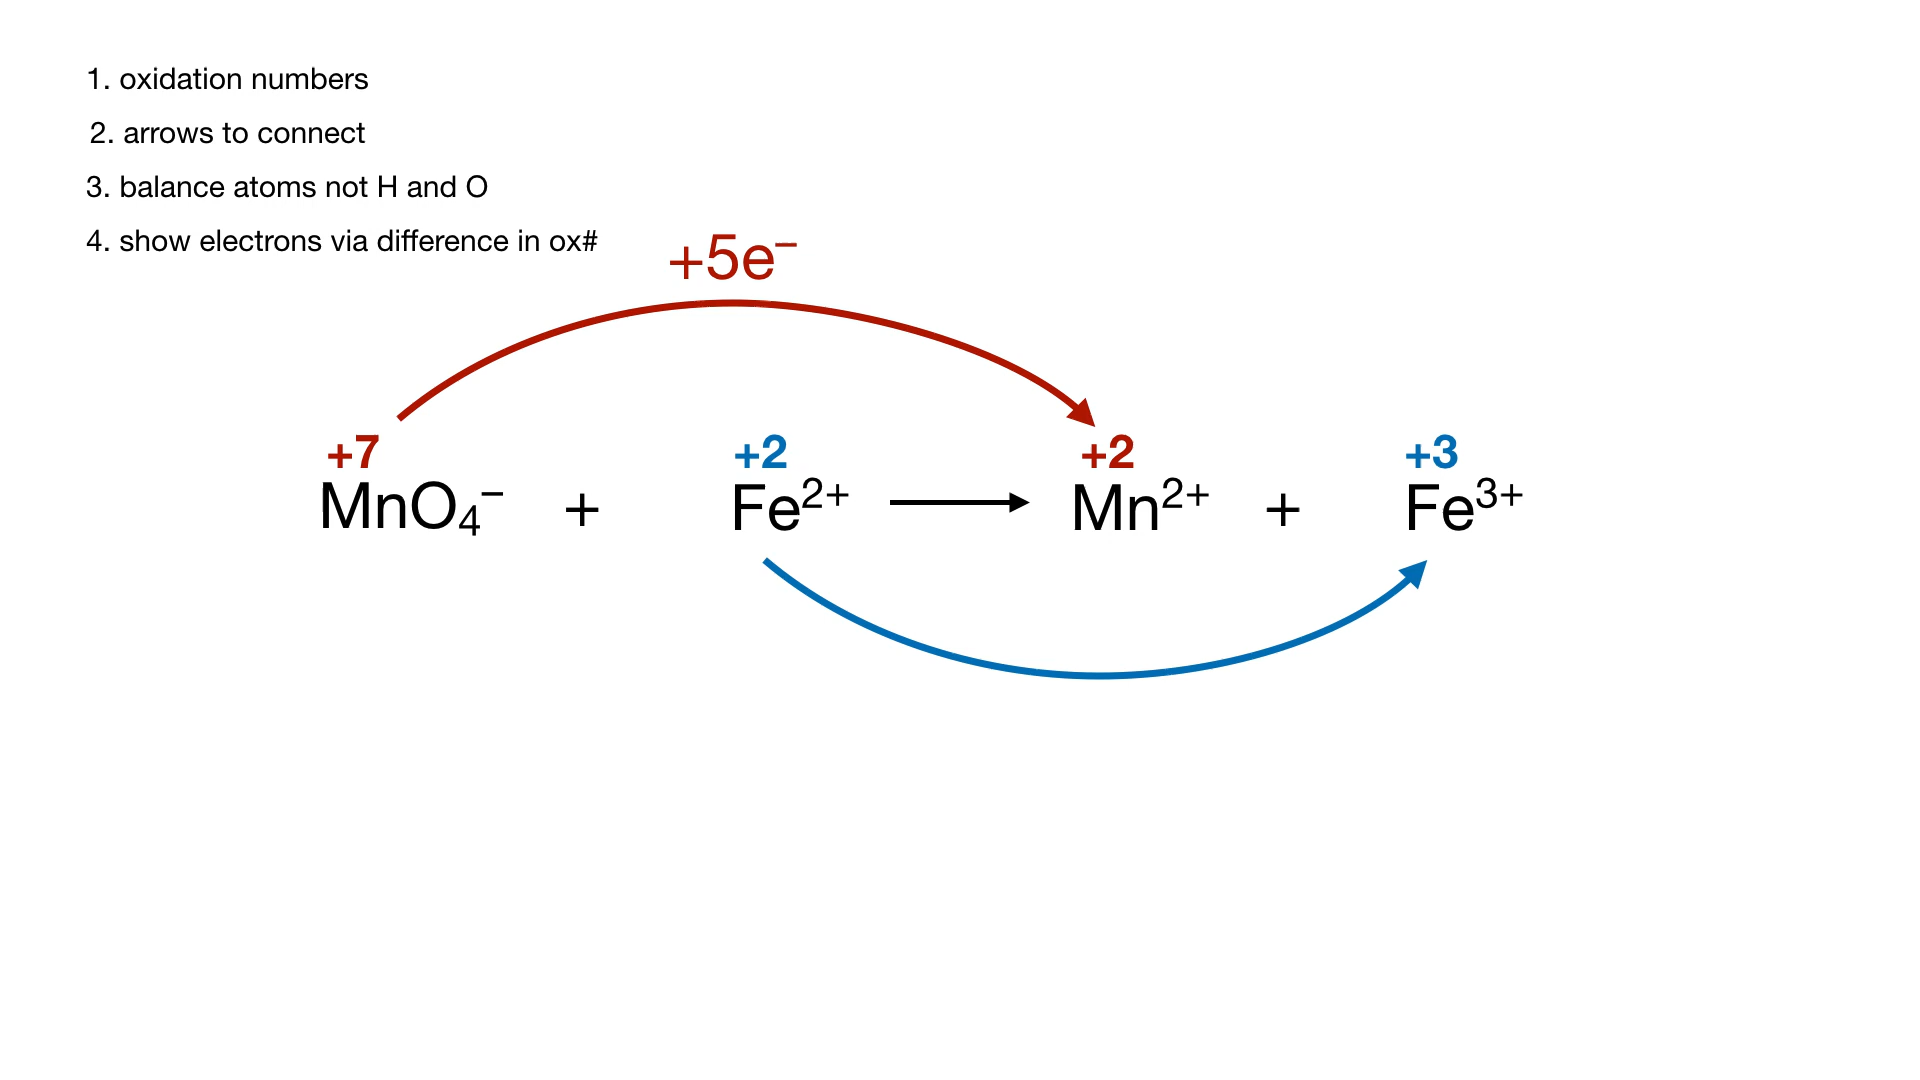 1. oxidation numbers
2. arrows to connect
3. balance atoms not H and O
4. show electrons via difference in ox#
+5e⁻
+7 +2 +2 +3
MnO₄⁻ + Fe²⁺ ⟶ Mn²⁺ + Fe³⁺